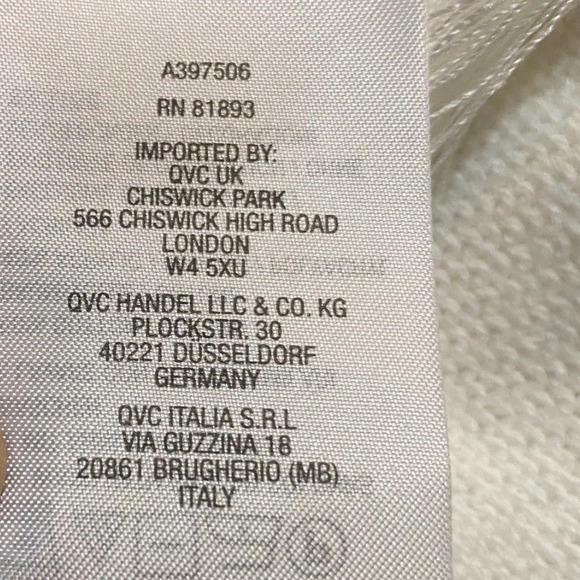 A397506
RN 81893
IMPORTED BY:
QVC UK
CHISWICK PARK
566 CHISWICK HIGH ROAD
LONDON
W4 5XU
QVC HANDEL LLC & CO. KG
PLOCKSTR. 30
40221 DÜSSELDORF
GERMANY
QVC ITALIA S.R.L
VIA GUZZINA 18
20861 BRUGHERIO (MB)
ITALY